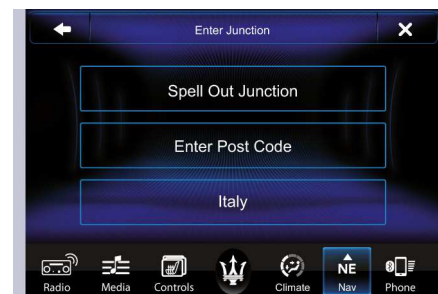 Enter Junction
Spell Out Junction
Enter Post Code
Italy
NE
Radio Media Controls Climate Nav Phone